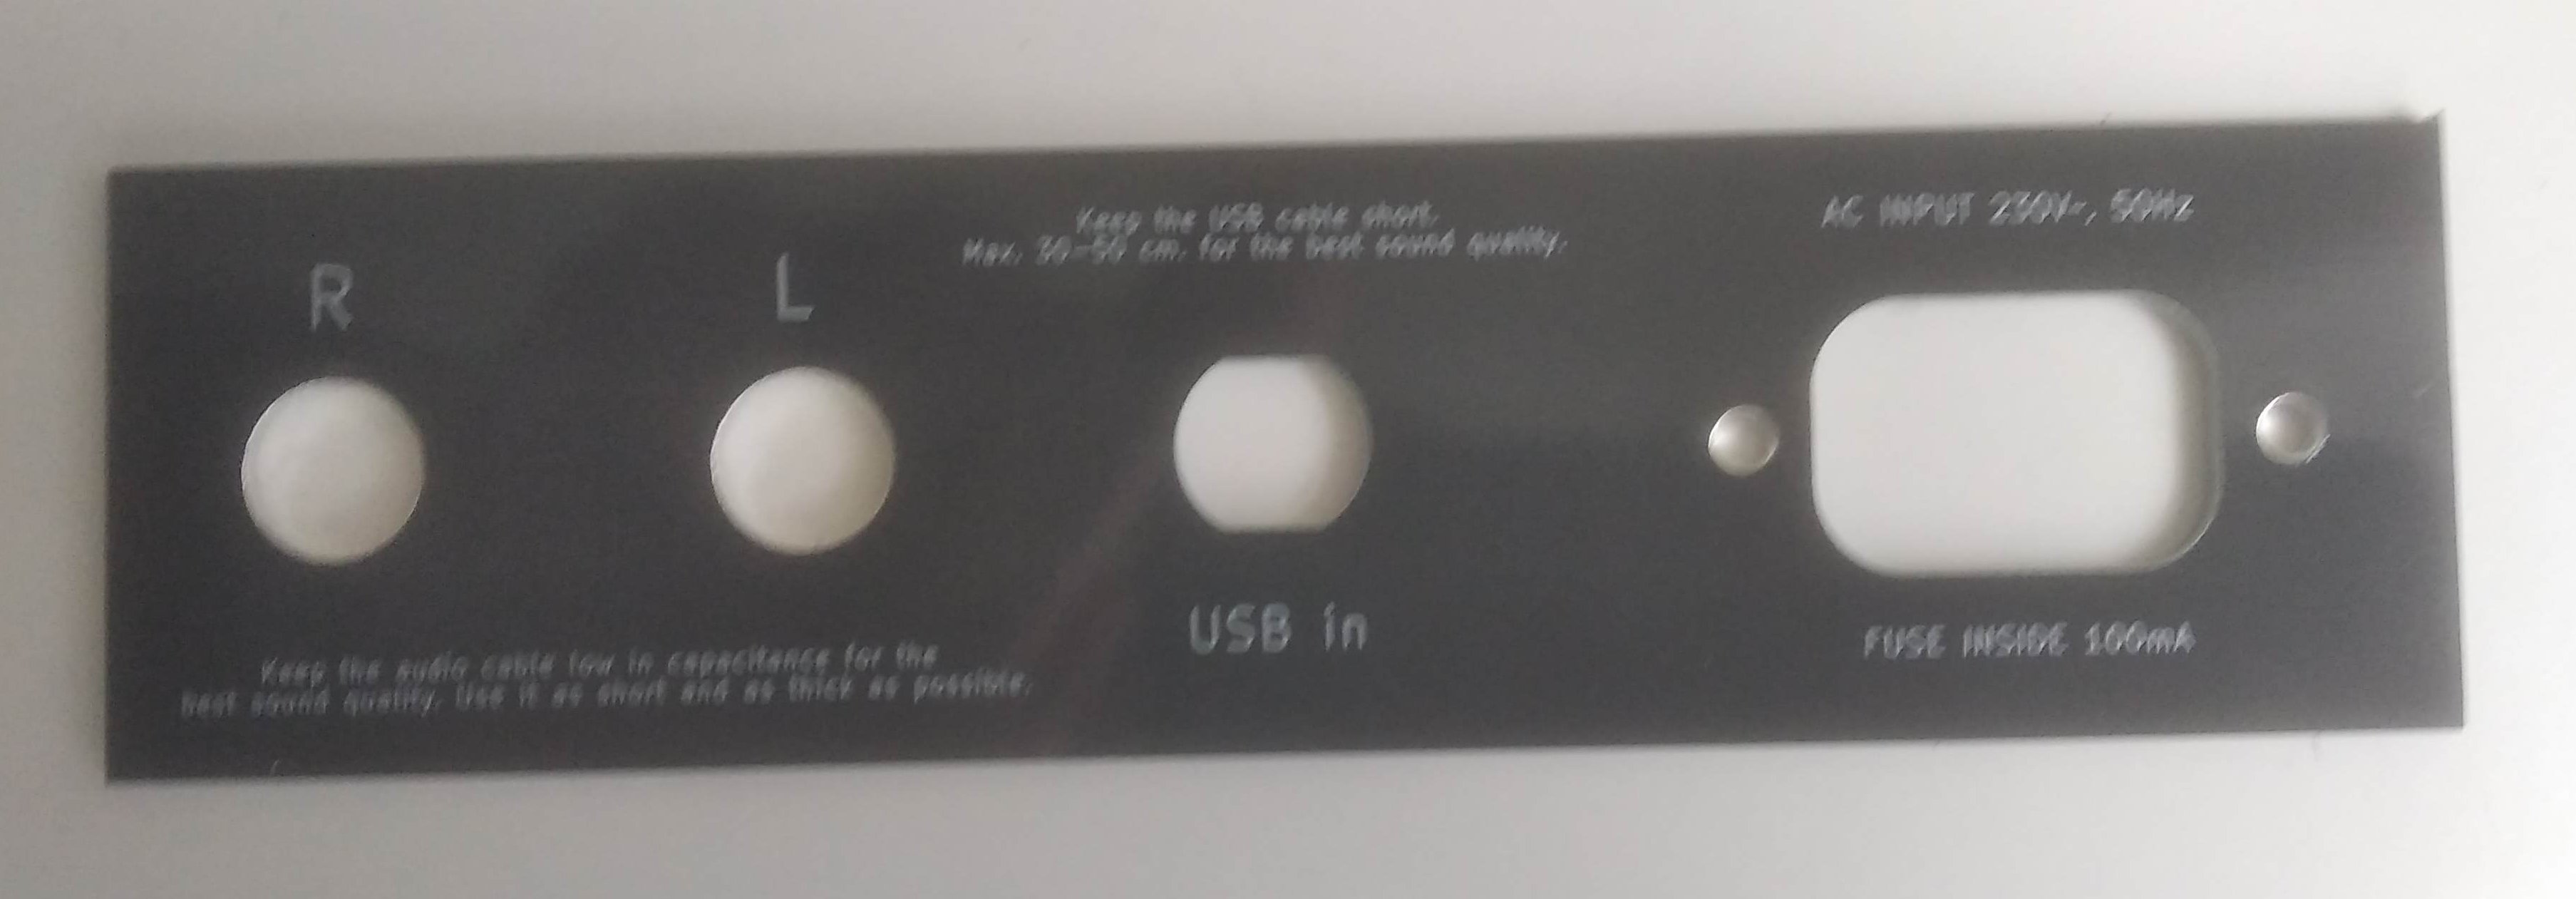 R
L
Keep the USB cable short.
Max. 30-50 cm. for the best sound quality.
AC INPUT 230V~, 50Hz
USB in
FUSE INSIDE 100mA
Keep the audio cable low in capacitance for the
best sound quality. Use it as short and as thick as possible.